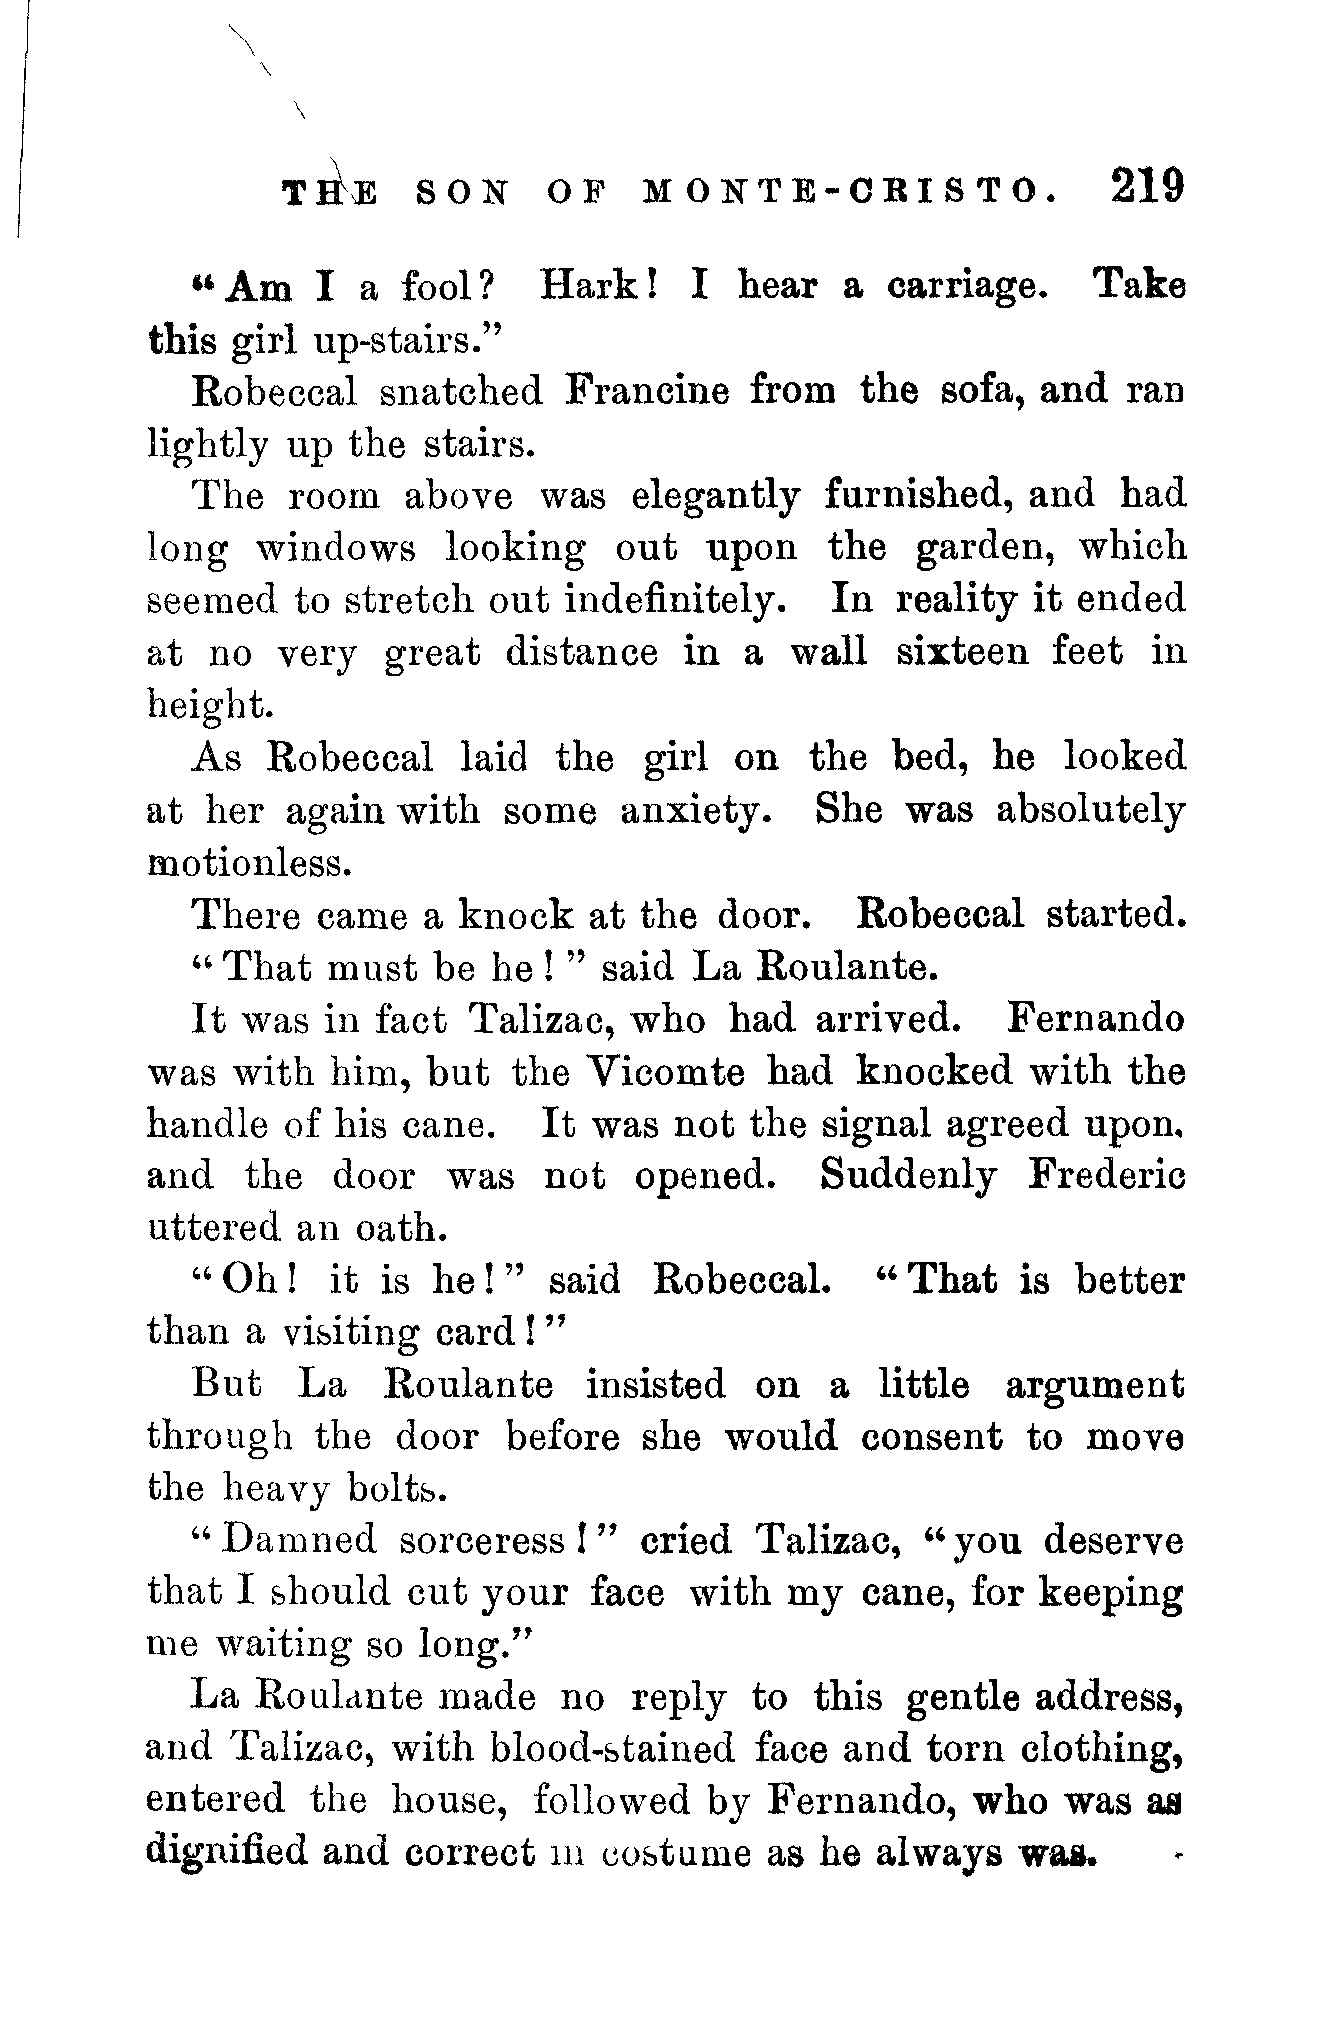 THE SON OF MONTE-CRISTO. 219
“Am I a fool? Hark! I hear a carriage. Take
this girl up-stairs.”
Robeccal snatched Francine from the sofa, and ran
lightly up the stairs.
The room above was elegantly furnished, and had
long windows looking out upon the garden, which
seemed to stretch out indefinitely. In reality it ended
at no very great distance in a wall sixteen feet in
height.
As Robeccal laid the girl on the bed, he looked
at her again with some anxiety. She was absolutely
motionless.
There came a knock at the door. Robeccal started.
“That must be he!” said La Roulante.
It was in fact Talizac, who had arrived. Fernando
was with him, but the Vicomte had knocked with the
handle of his cane. It was not the signal agreed upon,
and the door was not opened. Suddenly Frederic
uttered an oath.
“Oh! it is he!” said Robeccal. “That is better
than a visiting card!”
But La Roulante insisted on a little argument
through the door before she would consent to move
the heavy bolts.
“Damned sorceress!” cried Talizac, “you deserve
that I should cut your face with my cane, for keeping
me waiting so long.”
La Roulante made no reply to this gentle address,
and Talizac, with blood-stained face and torn clothing,
entered the house, followed by Fernando, who was as
dignified and correct in costume as he always was.